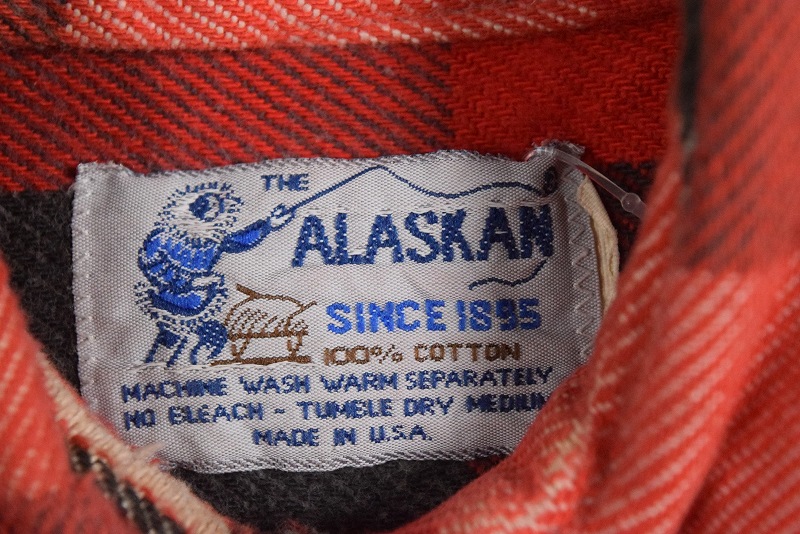 THE
ALASKAN
SINCE 1895
100% COTTON
MACHINE WASH WARM SEPARATELY
NO BLEACH - TUMBLE DRY MEDIUM
MADE IN U.S.A.